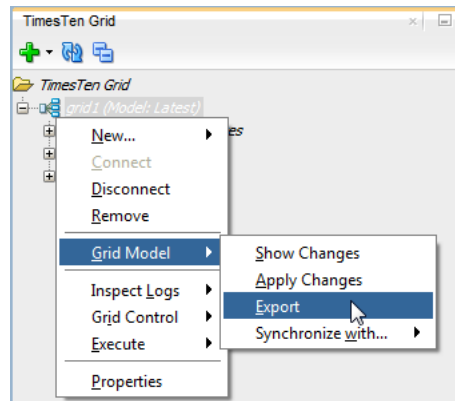 TimesTen Grid
TimesTen Grid
grid1 (Model: Latest)
New...
es
Connect
Disconnect
Remove
Grid Model
Show Changes
Apply Changes
Export
Synchronize with...
Inspect Logs
Grid Control
Execute
Properties